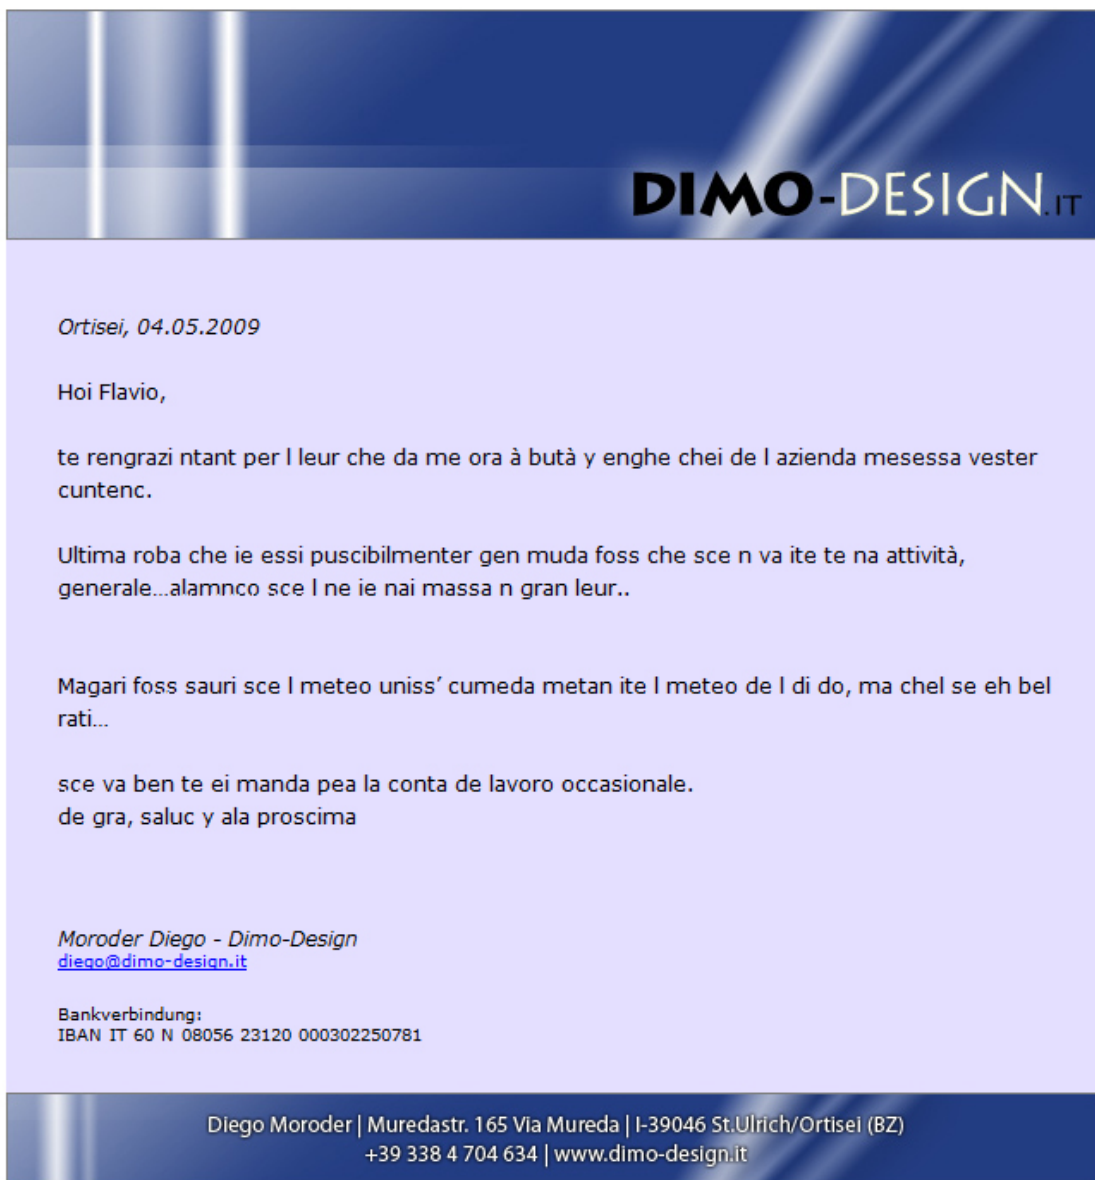 DIMO-DESIGN.IT
Ortisei, 04.05.2009
Hoi Flavio,
te rengrazi ntant per l leur che da me ora à butà y enghe chei de l azienda mesessa vester
cuntenc.
Ultima roba che ie essi puscibilmenter gen muda foss che sce n va ite te na attività,
generale...alamnco sce l ne ie nai massa n gran leur..
Magari foss sauri sce l meteo uniss’ cumeda metan ite l meteo de l di do, ma chel se eh bel
rati...
sce va ben te ei manda pea la conta de lavoro occasionale.
de gra, saluc y ala proscima
Moroder Diego - Dimo-Design
diego@dimo-design.it
Bankverbindung:
IBAN IT 60 N 08056 23120 000302250781
Diego Moroder | Muredastr. 165 Via Mureda | I-39046 St.Ulrich/Ortisei (BZ)
+39 338 4 704 634 | www.dimo-design.it